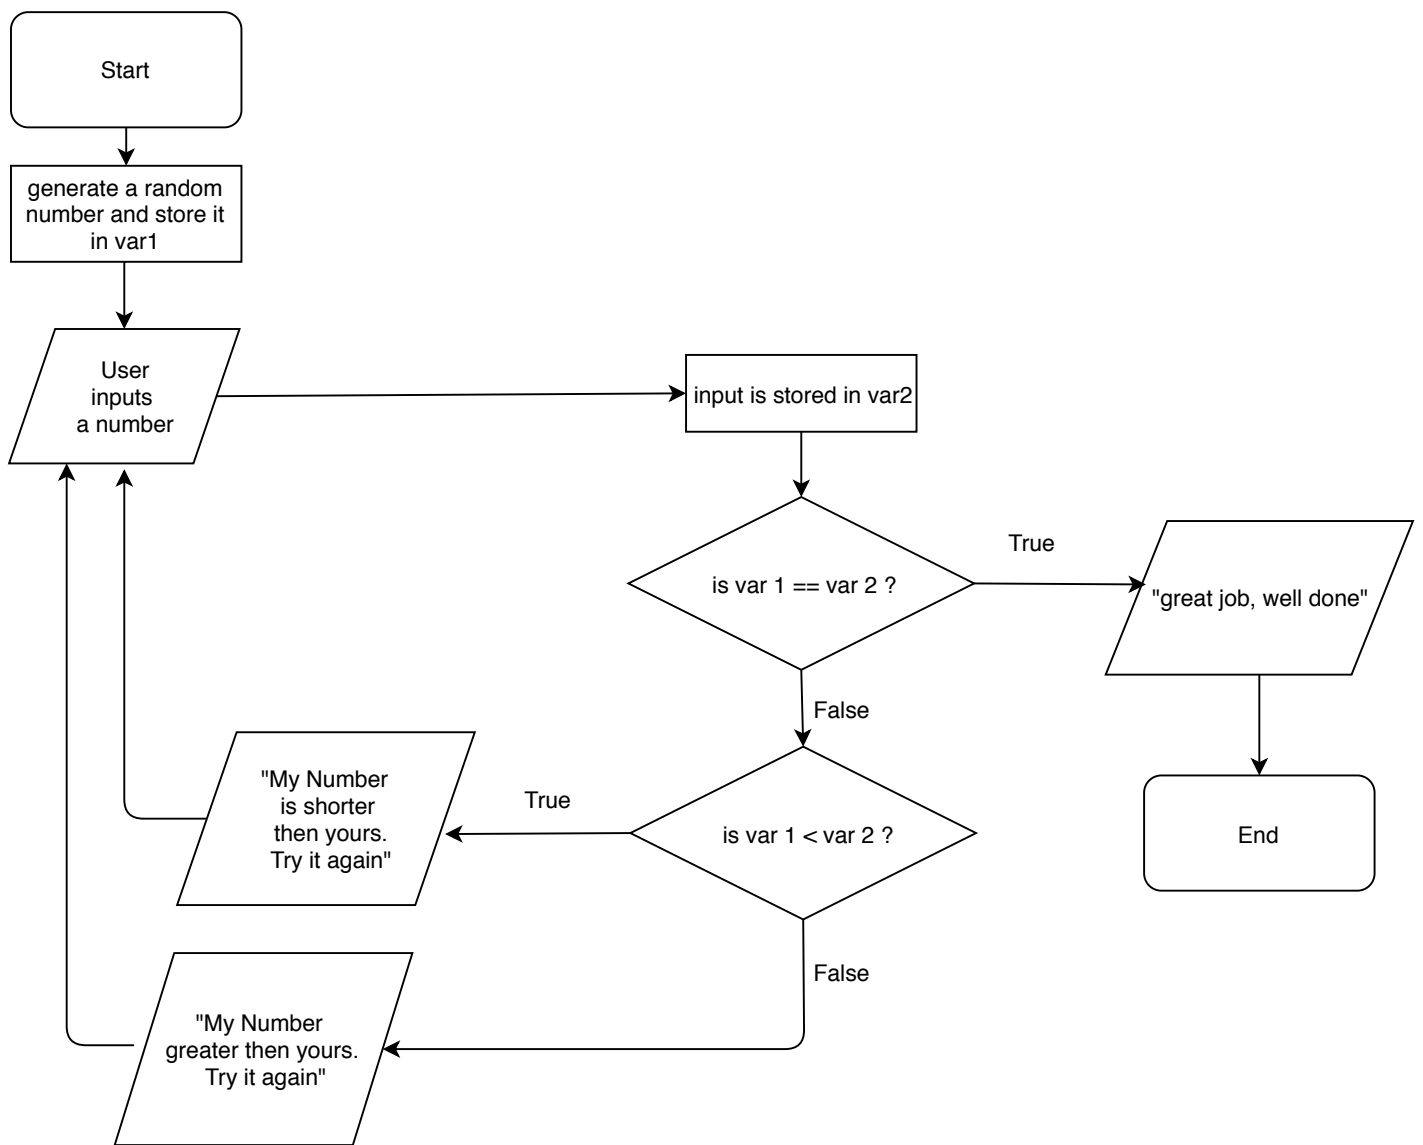 Start
generate a random
number and store it
in var1
User
inputs
a number
input is stored in var2
is var 1 == var 2 ?
True
"great job, well done"
False
End
is var 1 < var 2 ?
True
"My Number
is shorter
then yours.
Try it again"
False
"My Number
greater then yours.
Try it again"